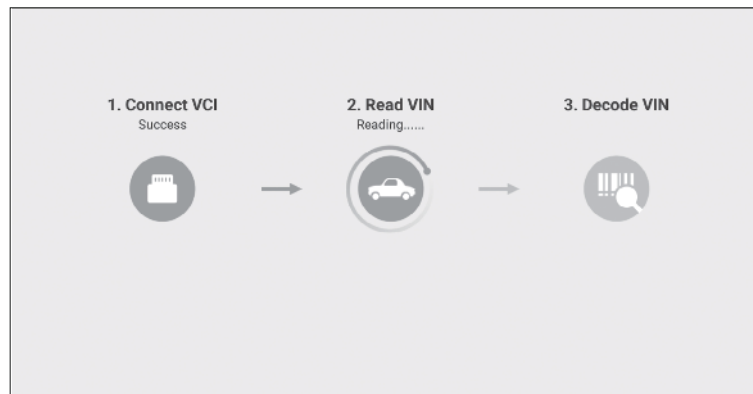 1. Connect VCI
Success
2. Read VIN
Reading......
3. Decode VIN